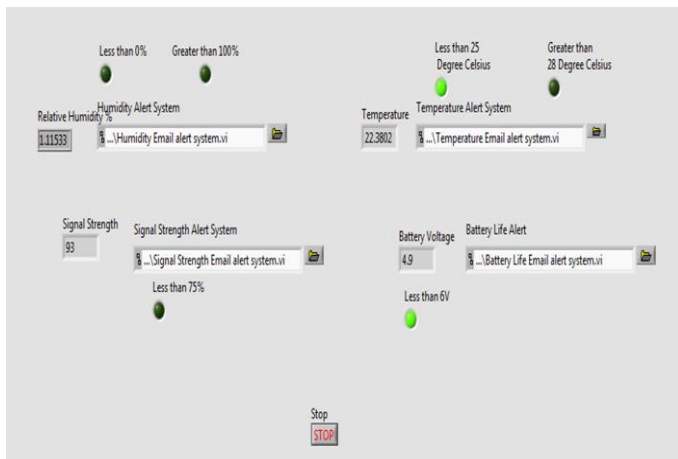 Less than 0%
Greater than 100%
Less than 25
Degree Celsius
Greater than
28 Degree Celsius
Relative Humidity %
Humidity Alert System
1.11533
...\Humidity Email alert system.vi
Temperature
Temperature Alert System
22.3802
...\Temperature Email alert system.vi
Signal Strength
93
Signal Strength Alert System
...\Signal Strength Email alert system.vi
Less than 75%
Battery Voltage
4.9
Battery Life Alert
...\Battery Life Email alert system.vi
Less than 6V
Stop
STOP